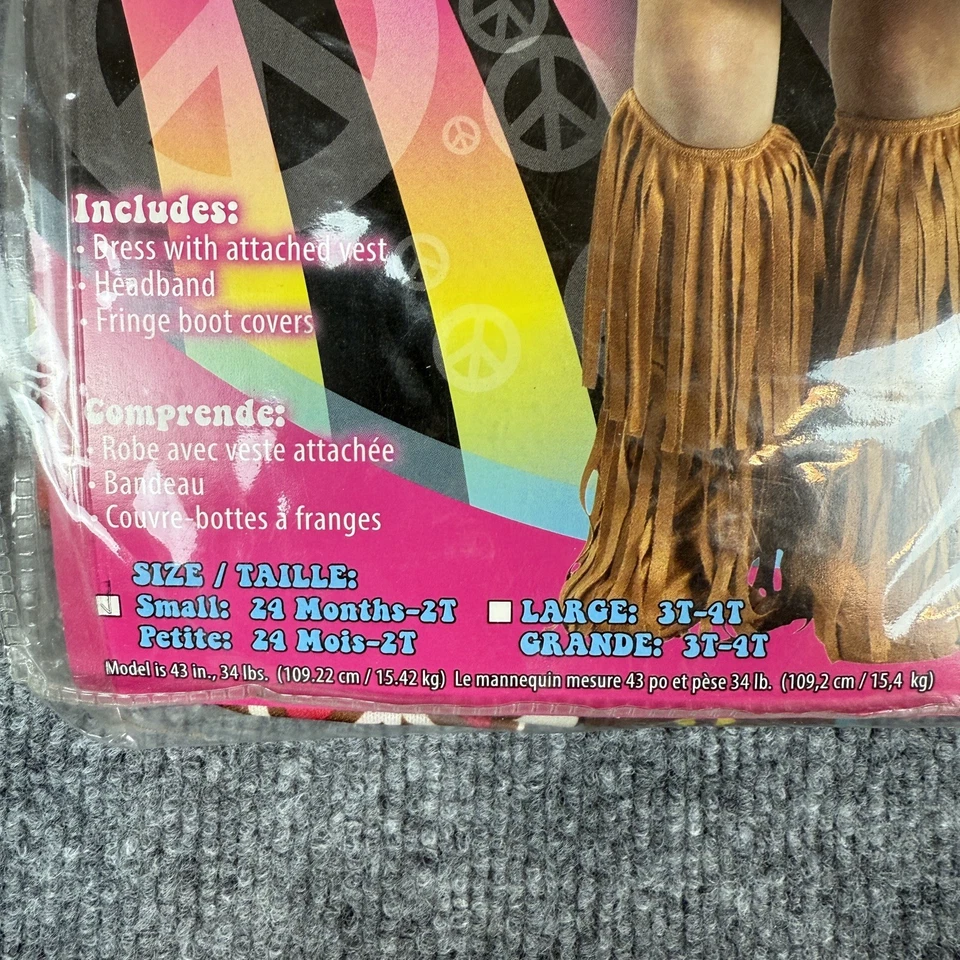 Includes:
• Dress with attached vest
• Headband
• Fringe boot covers
Comprende:
• Robe avec veste attachée
• Bandeau
• Couvre-bottes à franges
SIZE / TAILLE:
Small: 24 Months-2T
Petite: 24 Mois-2T
LARGE: 3T-4T
GRANDE: 3T-4T
Model is 43 in., 34 lbs. (109.22 cm / 15.42 kg) Le mannequin mesure 43 po et pèse 34 lb. (109,2 cm / 15,4 kg)